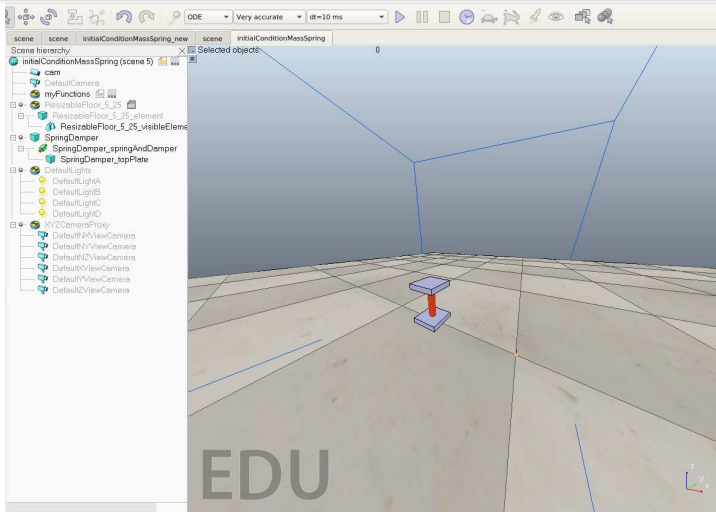 ODE
Very accurate
dt=10 ms
scene
scene
initialConditionMassSpring_new
scene
initialConditionMassSpring
Scene hierarchy
Selected objects:
0
initialConditionMassSpring (scene 5)
cam
DefaultCamera
myFunctions
ResizableFloor_5_25
ResizableFloor_5_25_element
ResizableFloor_5_25_visibleEleme
SpringDamper
SpringDamper_springAndDamper
SpringDamper_topPlate
DefaultLights
DefaultLightA
DefaultLightB
DefaultLightC
DefaultLightD
XYZCameraProxy
DefaultNXViewCamera
DefaultNYViewCamera
DefaultNZViewCamera
DefaultXViewCamera
DefaultYViewCamera
DefaultZViewCamera
EDU
z
y
x